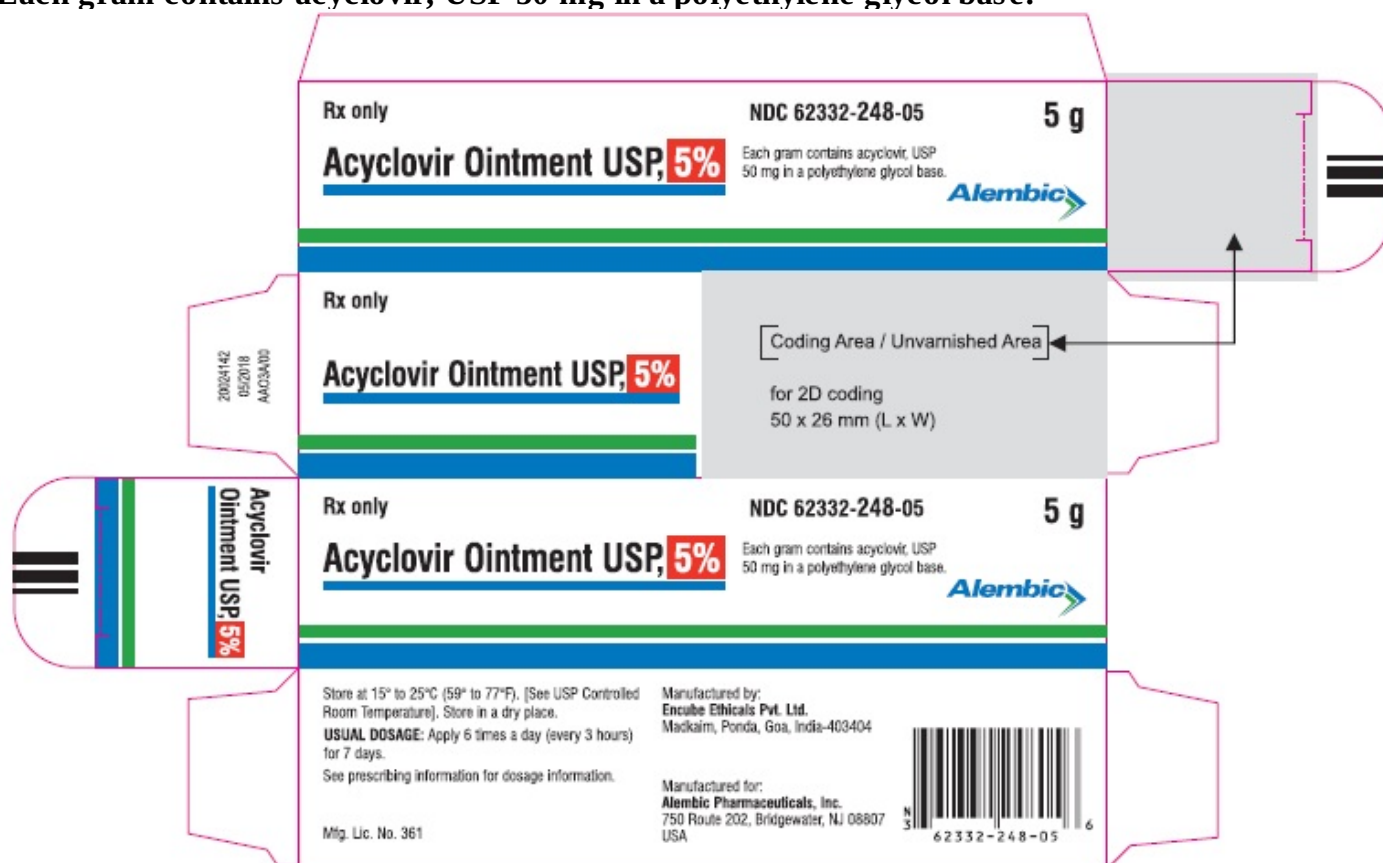 Each gram contains acyclovir, USP 50 mg in a polyethylene glycol base.
Rx only
NDC 62332-248-05
5 g
Acyclovir Ointment USP, 5%
Each gram contains acyclovir, USP
50 mg in a polyethylene glycol base.
Alembic
Rx only
Acyclovir Ointment USP, 5%
[Coding Area / Unvarnished Area]
for 2D coding
50 x 26 mm (L x W)
20024142
05/2018
AAO3A/00
Acyclovir
Ointment USP, 5%
Rx only
NDC 62332-248-05
5 g
Acyclovir Ointment USP, 5%
Each gram contains acyclovir, USP
50 mg in a polyethylene glycol base.
Alembic
Store at 15° to 25°C (59° to 77°F). [See USP Controlled
Room Temperature]. Store in a dry place.
USUAL DOSAGE: Apply 6 times a day (every 3 hours)
for 7 days.
See prescribing information for dosage information.
Mfg. Lic. No. 361
Manufactured by:
Encube Ethicals Pvt. Ltd.
Madkaim, Ponda, Goa, India-403404
Manufactured for:
Alembic Pharmaceuticals, Inc.
750 Route 202, Bridgewater, NJ 08807
USA
N
3
62332-248-05
6